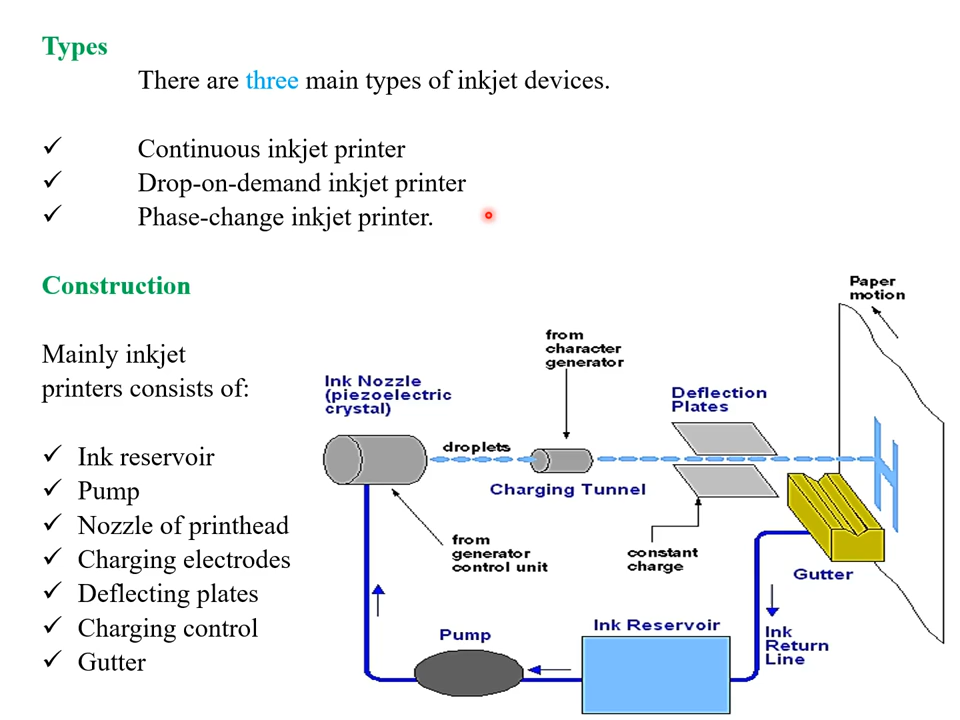 Types
There are three main types of inkjet devices.
✓ Continuous inkjet printer
✓ Drop-on-demand inkjet printer
✓ Phase-change inkjet printer.
Construction
Mainly inkjet
printers consists of:
✓ Ink reservoir
✓ Pump
✓ Nozzle of printhead
✓ Charging electrodes
✓ Deflecting plates
✓ Charging control
✓ Gutter
Paper
motion
from
character
generator
Ink Nozzle
(piezoelectric
crystal)
Deflection
Plates
droplets
Charging Tunnel
H
from
generator
control unit
constant
charge
Gutter
Pump
Ink Reservoir
Ink
Return
Line